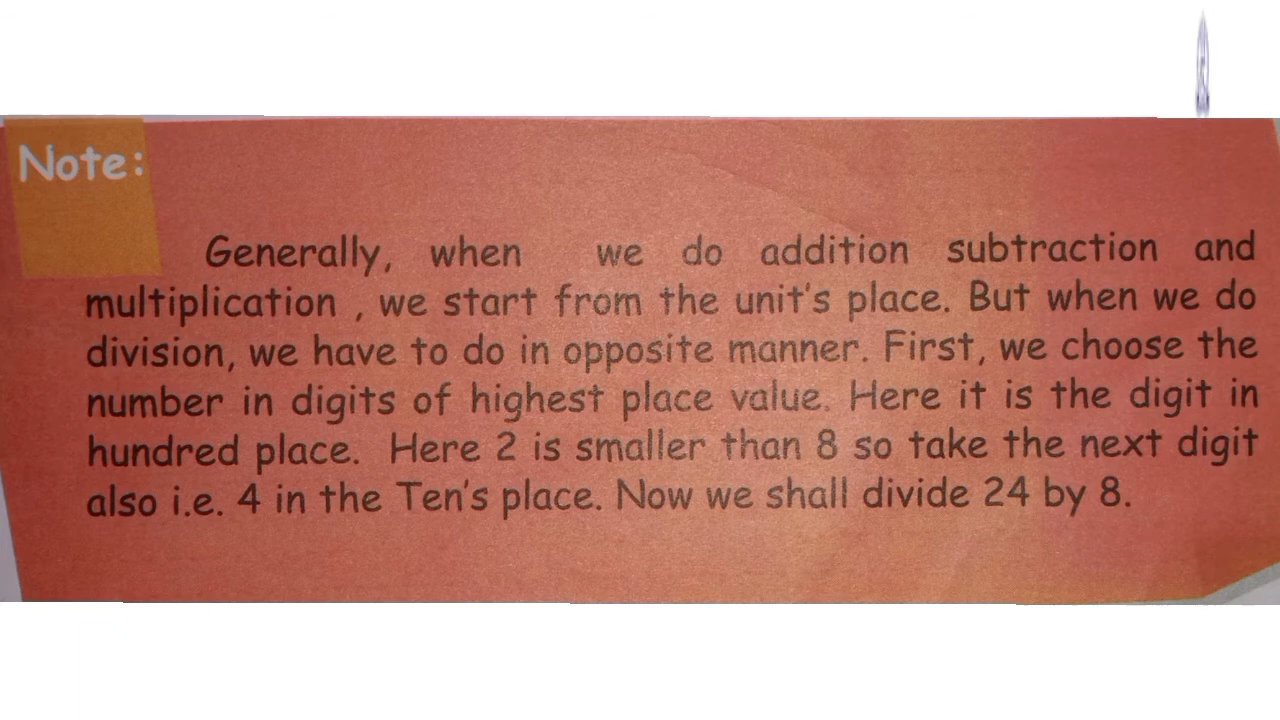 Note:
Generally, when we do addition subtraction and
multiplication , we start from the unit's place. But when we do
division, we have to do in opposite manner. First, we choose the
number in digits of highest place value. Here it is the digit in
hundred place. Here 2 is smaller than 8 so take the next digit
also i.e. 4 in the Ten's place. Now we shall divide 24 by 8.